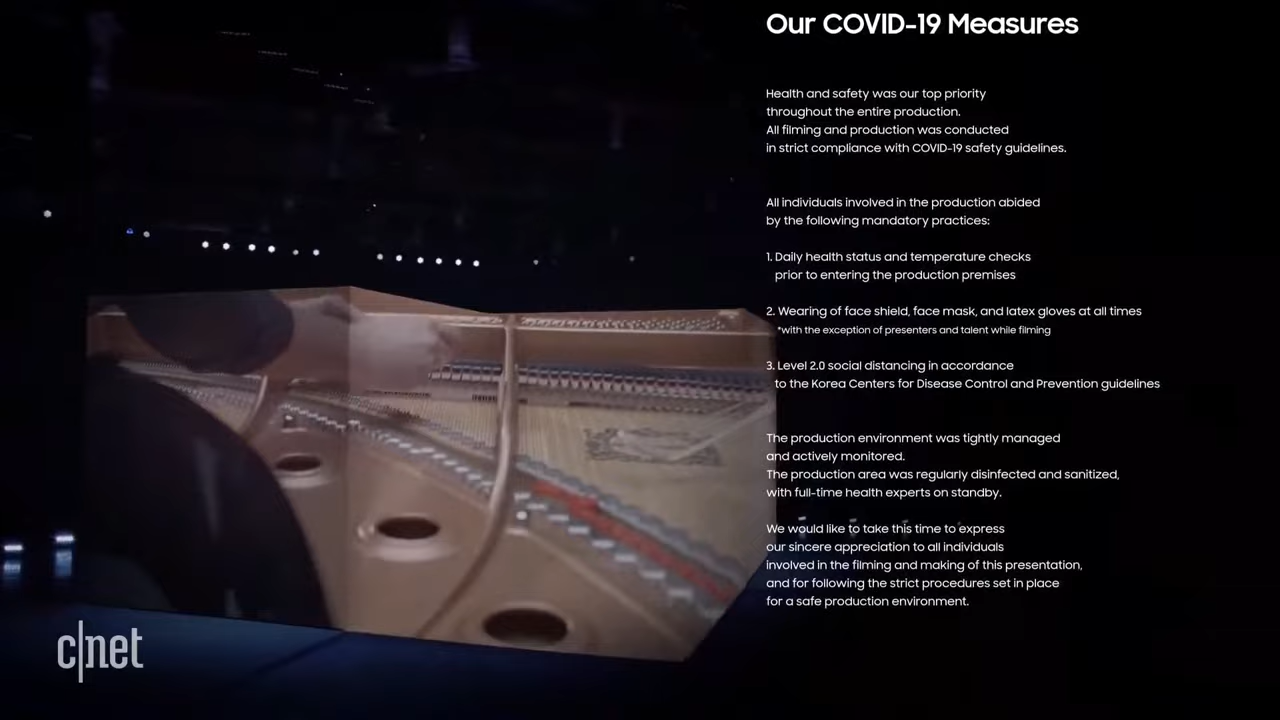 Our COVID-19 Measures
Health and safety was our top priority
throughout the entire production.
All filming and production was conducted
in strict compliance with COVID-19 safety guidelines.
All individuals involved in the production abided
by the following mandatory practices:
1. Daily health status and temperature checks
prior to entering the production premises
2. Wearing of face shield, face mask, and latex gloves at all times
*with the exception of presenters and talent while filming
3. Level 2.0 social distancing in accordance
to the Korea Centers for Disease Control and Prevention guidelines
The production environment was tightly managed
and actively monitored.
The production area was regularly disinfected and sanitized,
with full-time health experts on standby.
We would like to take this time to express
our sincere appreciation to all individuals
involved in the filming and making of this presentation,
and for following the strict procedures set in place
for a safe production environment.
c|net